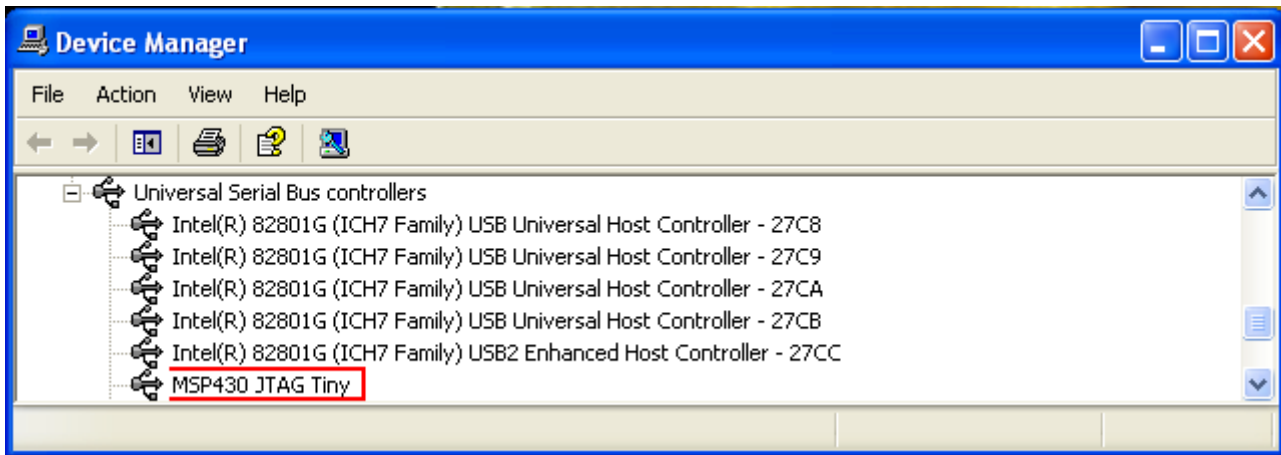 Device Manager
File Action View Help
Universal Serial Bus controllers
Intel(R) 82801G (ICH7 Family) USB Universal Host Controller - 27C8
Intel(R) 82801G (ICH7 Family) USB Universal Host Controller - 27C9
Intel(R) 82801G (ICH7 Family) USB Universal Host Controller - 27CA
Intel(R) 82801G (ICH7 Family) USB Universal Host Controller - 27CB
Intel(R) 82801G (ICH7 Family) USB2 Enhanced Host Controller - 27CC
MSP430 JTAG Tiny